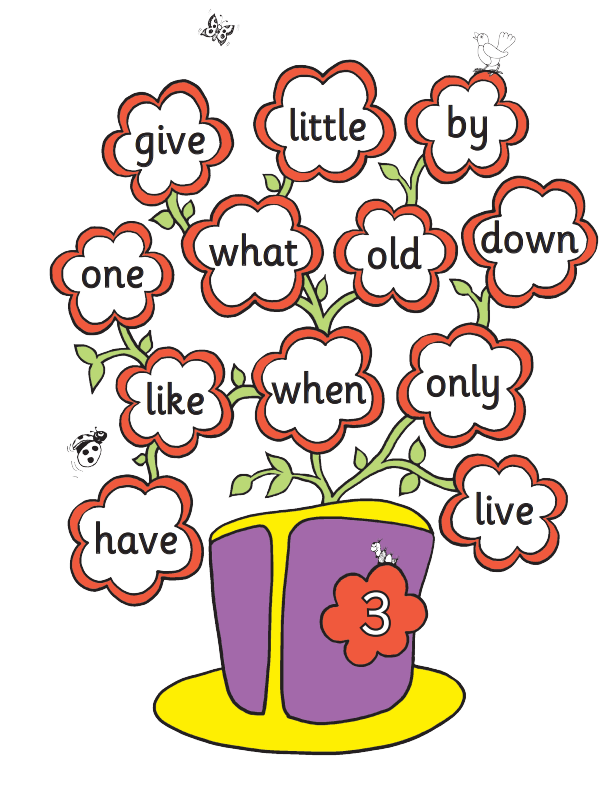 give
little
by
one
what
old
down
like
when
only
have
live
3